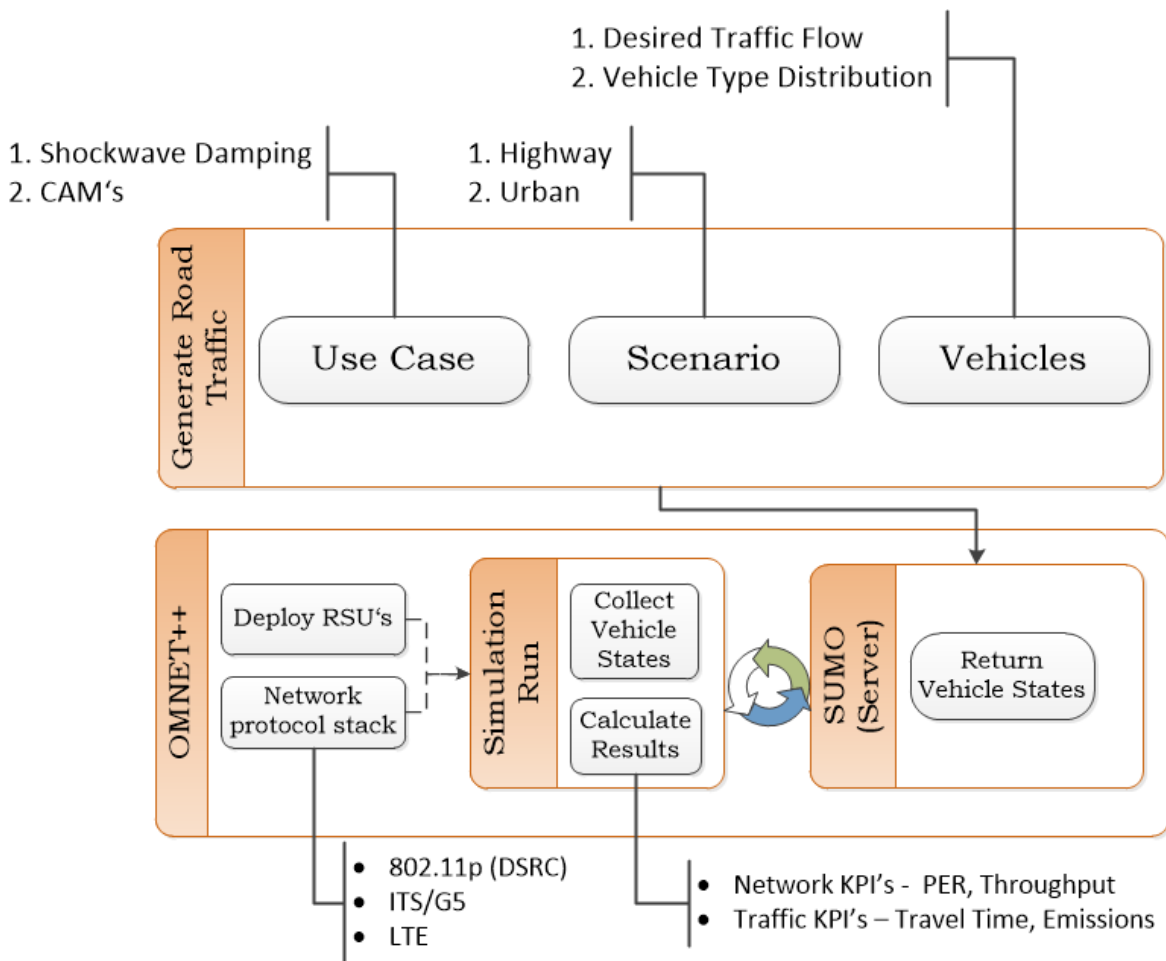 1. Desired Traffic Flow
2. Vehicle Type Distribution
1. Shockwave Damping
2. CAM‘s
1. Highway
2. Urban
Generate Road
Traffic
Use Case
Scenario
Vehicles
OMNET++
Deploy RSU‘s
Network
protocol stack
Simulation
Run
Collect
Vehicle
States
Calculate
Results
SUMO
(Server)
Return
Vehicle States
• 802.11p (DSRC)
• ITS/G5
• LTE
• Network KPI’s - PER, Throughput
• Traffic KPI’s – Travel Time, Emissions